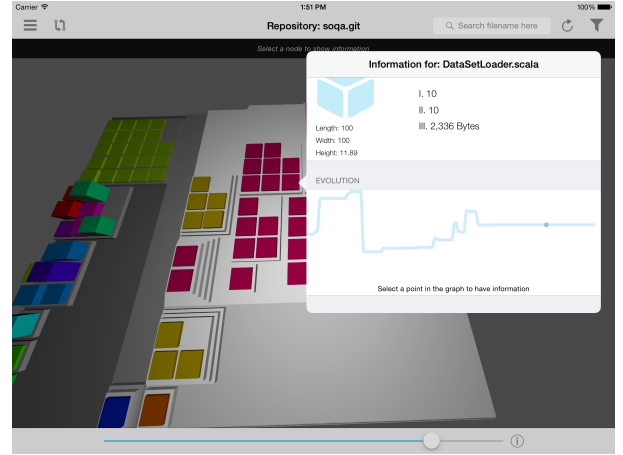 Carrier
1:51 PM
100%
Repository: soqa.git
Search filename here
Select a node to show information
Information for: DataSetLoader.scala
I. 10
II. 10
III. 2,336 Bytes
Length: 100
Width: 100
Height: 11.89
EVOLUTION
Select a point in the graph to have information